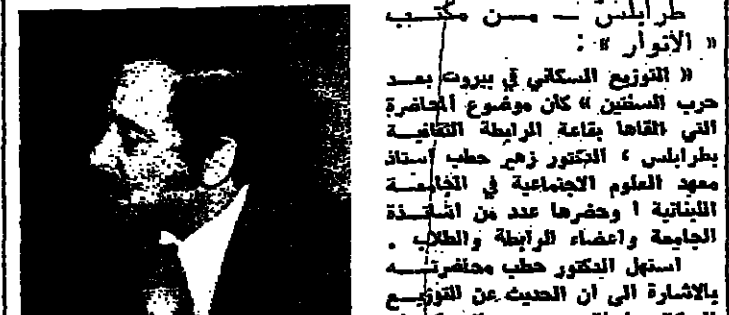 طرابلس ــ من مكتب
« الأنوار » :
« التوزيع السكاني في بيروت بعد
حرب السنتين » كان موضوع المحاضرة
التي القاها بقاعة الرابطة الثقافية
بطرابلس ، الدكتور زهير حطب استاذ
معهد العلوم الاجتماعية في الجامعة
اللبنانية ، وحضرها عدد من اساتذة
الجامعة واعضاء الرابطة والطلاب .
استهل الدكتور حطب محاضرته
بالاشارة الى ان الحديث عن التوزيع